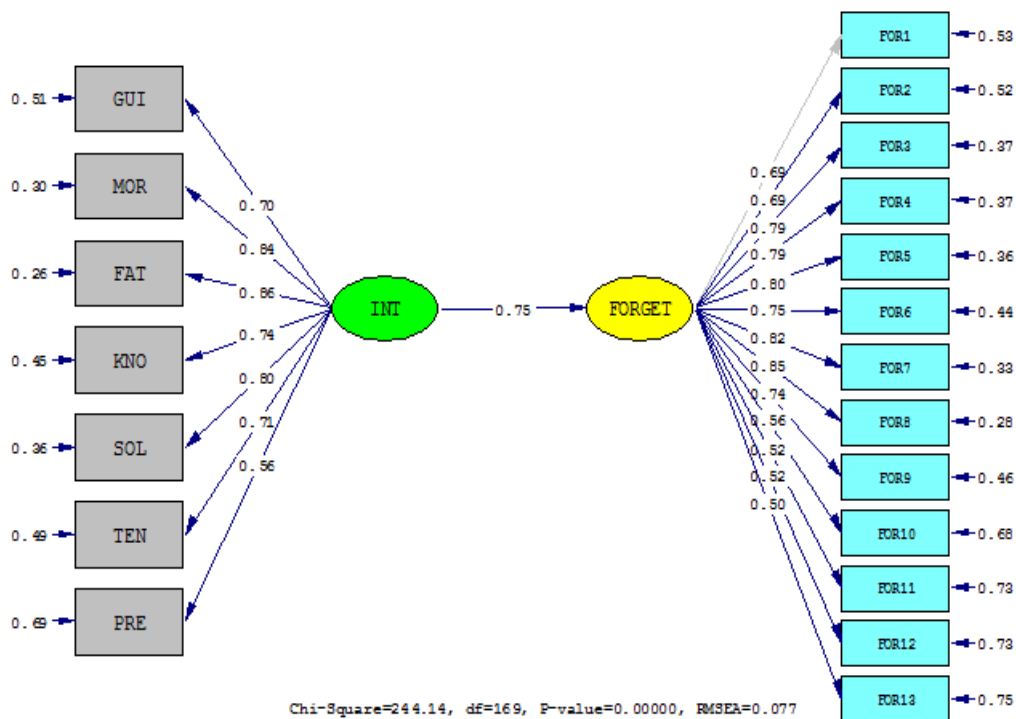 0.51 GUI
0.30 MOR
0.26 FAT
0.45 KNO
0.36 SOL
0.49 TEN
0.69 PRE
0.70
0.84
0.86
0.74
0.80
0.71
0.56
INT
0.75
FORGET
0.69
0.69
0.79
0.79
0.80
0.75
0.82
0.85
0.74
0.56
0.52
0.52
0.50
FOR1 0.53
FOR2 0.52
FOR3 0.37
FOR4 0.37
FOR5 0.36
FOR6 0.44
FOR7 0.33
FOR8 0.28
FOR9 0.46
FOR10 0.68
FOR11 0.73
FOR12 0.73
FOR13 0.75
Chi-Square=244.14, df=169, P-value=0.00000, RMSEA=0.077